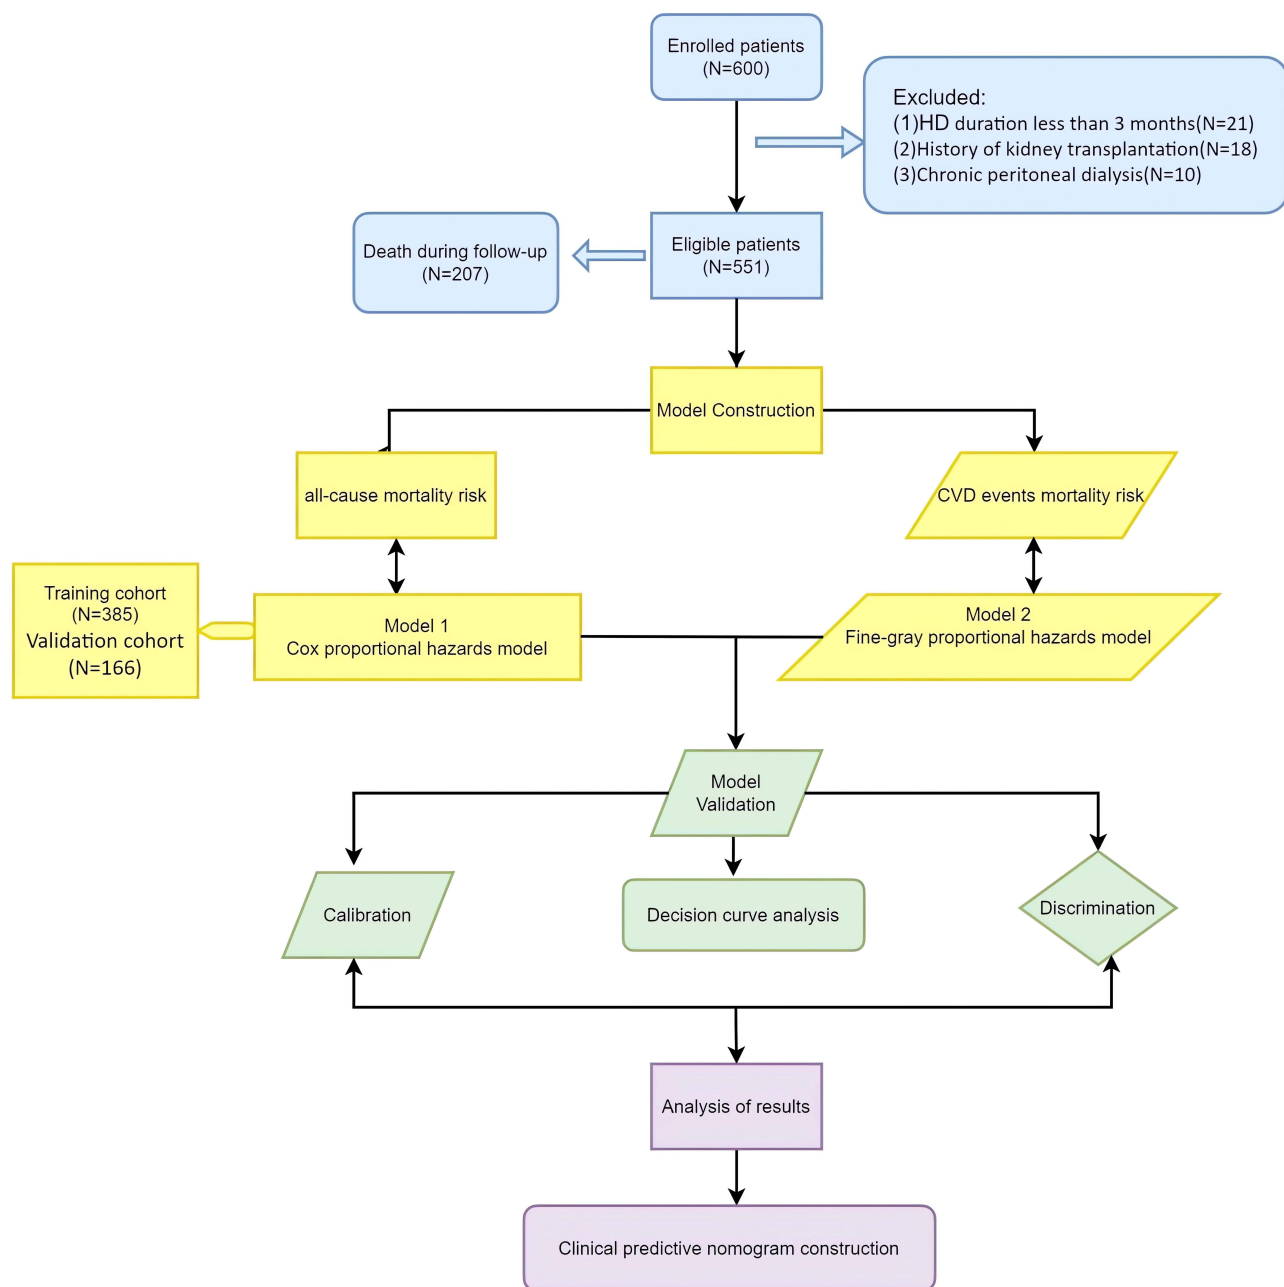 Enrolled patients
(N=600)
Excluded:
(1)HD duration less than 3 months(N=21)
(2)History of kidney transplantation(N=18)
(3)Chronic peritoneal dialysis(N=10)
Death during follow-up
(N=207)
Eligible patients
(N=551)
Model Construction
all-cause mortality risk
CVD events mortality risk
Training cohort
(N=385)
Validation cohort
(N=166)
Model 1
Cox proportional hazards model
Model 2
Fine-gray proportional hazards model
Model
Validation
Calibration
Decision curve analysis
Discrimination
Analysis of results
Clinical predictive nomogram construction